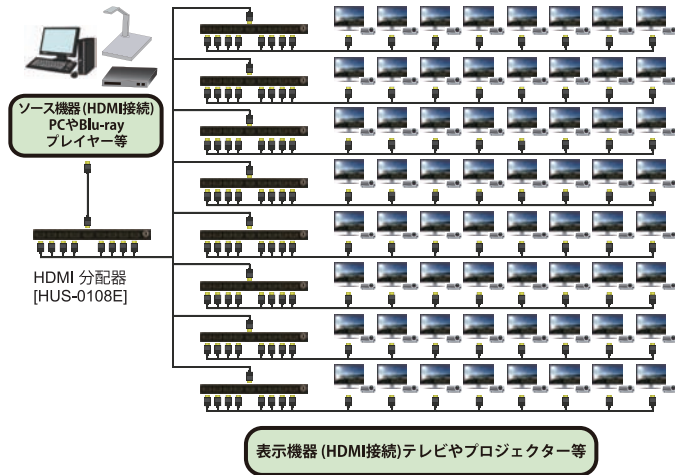 ソース機器(HDMI接続)
PCやBlu-ray
プレイヤー等
HDMI 分配器
[HUS-0108E]
表示機器 (HDMI接続)テレビやプロジェクター等